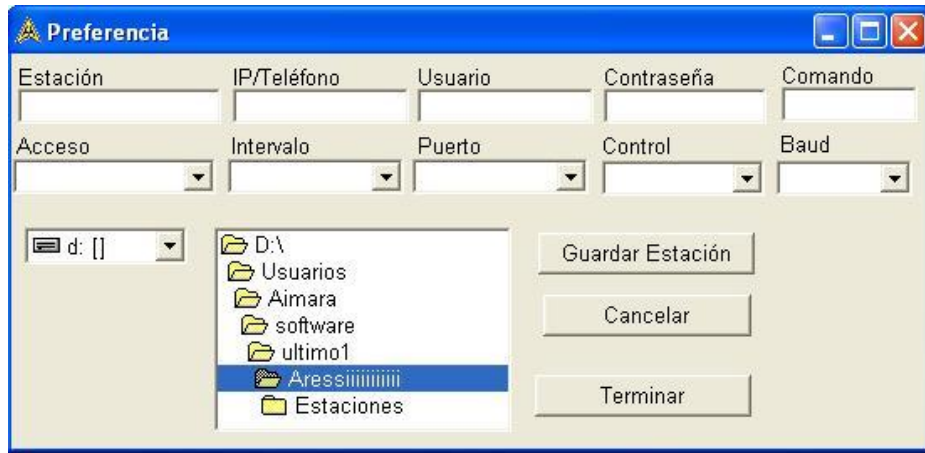 Preferencia
Estación IP/Teléfono Usuario Contraseña Comando
Acceso Intervalo Puerto Control Baud
d: []
D:\
Usuarios
Aimara
software
ultimo1
Aressiiiiiiiiiii
Estaciones
Guardar Estación
Cancelar
Terminar